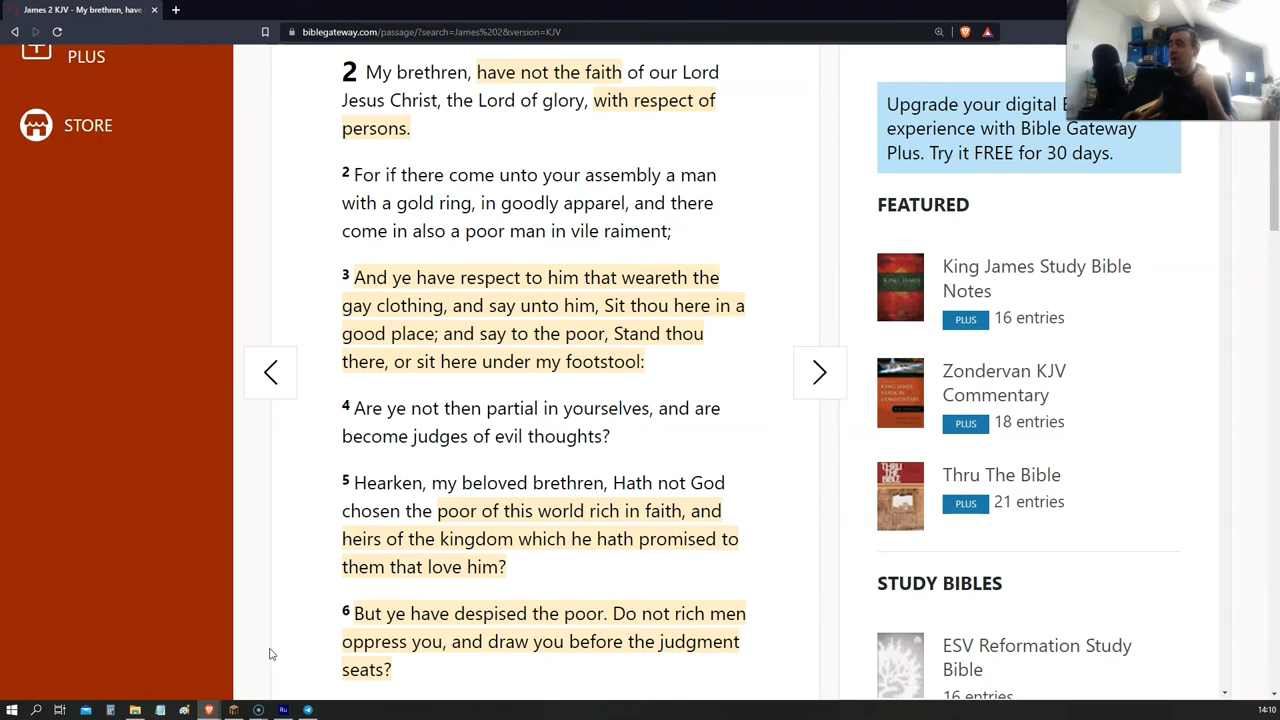 James 2 KJV - My brethren, have
biblegateway.com/passage/?search=James%202&version=KJV
PLUS
STORE
2 My brethren, have not the faith of our Lord
Jesus Christ, the Lord of glory, with respect of
persons.
2 For if there come unto your assembly a man
with a gold ring, in goodly apparel, and there
come in also a poor man in vile raiment;
3 And ye have respect to him that weareth the
gay clothing, and say unto him, Sit thou here in a
good place; and say to the poor, Stand thou
there, or sit here under my footstool:
4 Are ye not then partial in yourselves, and are
become judges of evil thoughts?
5 Hearken, my beloved brethren, Hath not God
chosen the poor of this world rich in faith, and
heirs of the kingdom which he hath promised to
them that love him?
6 But ye have despised the poor. Do not rich men
oppress you, and draw you before the judgment
seats?
Upgrade your digital
experience with Bible Gateway
Plus. Try it FREE for 30 days.
FEATURED
King James Study Bible
Notes
PLUS 16 entries
Zondervan KJV
Commentary
PLUS 18 entries
Thru The Bible
PLUS 21 entries
STUDY BIBLES
ESV Reformation Study
Bible
16 entries
Ru
14:10